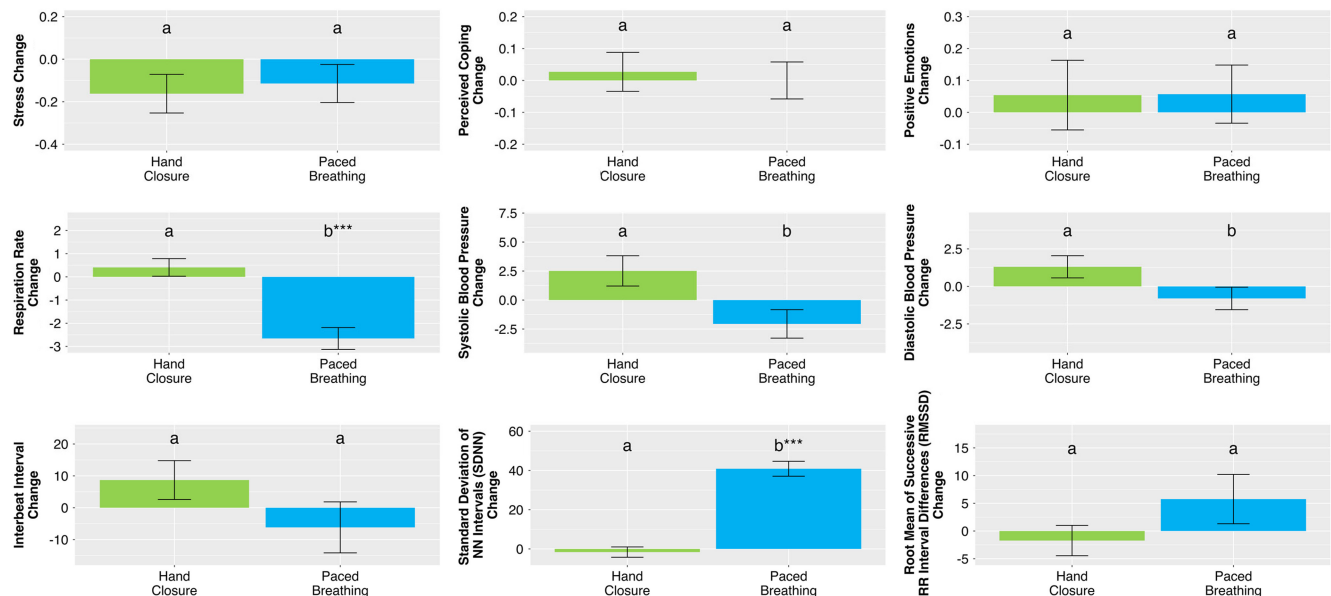 Stress Change
0.2
0.0
-0.2
-0.4
a
a
Hand
Closure
Paced
Breathing
Perceived Coping
Change
0.2
0.1
0.0
-0.1
-0.2
a
a
Hand
Closure
Paced
Breathing
Positive Emotions
Change
0.3
0.2
0.1
0.0
-0.1
a
a
Hand
Closure
Paced
Breathing
Respiration Rate
Change
2
1
0
-1
-2
-3
a
b***
Hand
Closure
Paced
Breathing
Systolic Blood Pressure
Change
7.5
5.0
2.5
0.0
-2.5
a
b
Hand
Closure
Paced
Breathing
Diastolic Blood Pressure
Change
2.5
0.0
-2.5
a
b
Hand
Closure
Paced
Breathing
Interbeat Interval
Change
20
10
0
-10
a
a
Hand
Closure
Paced
Breathing
Standard Deviation of
NN Intervals (SDNN)
Change
60
40
20
0
a
b***
Hand
Closure
Paced
Breathing
Root Mean of Successive
RR Interval Differences (RMSSD)
Change
15
10
5
0
-5
a
a
Hand
Closure
Paced
Breathing